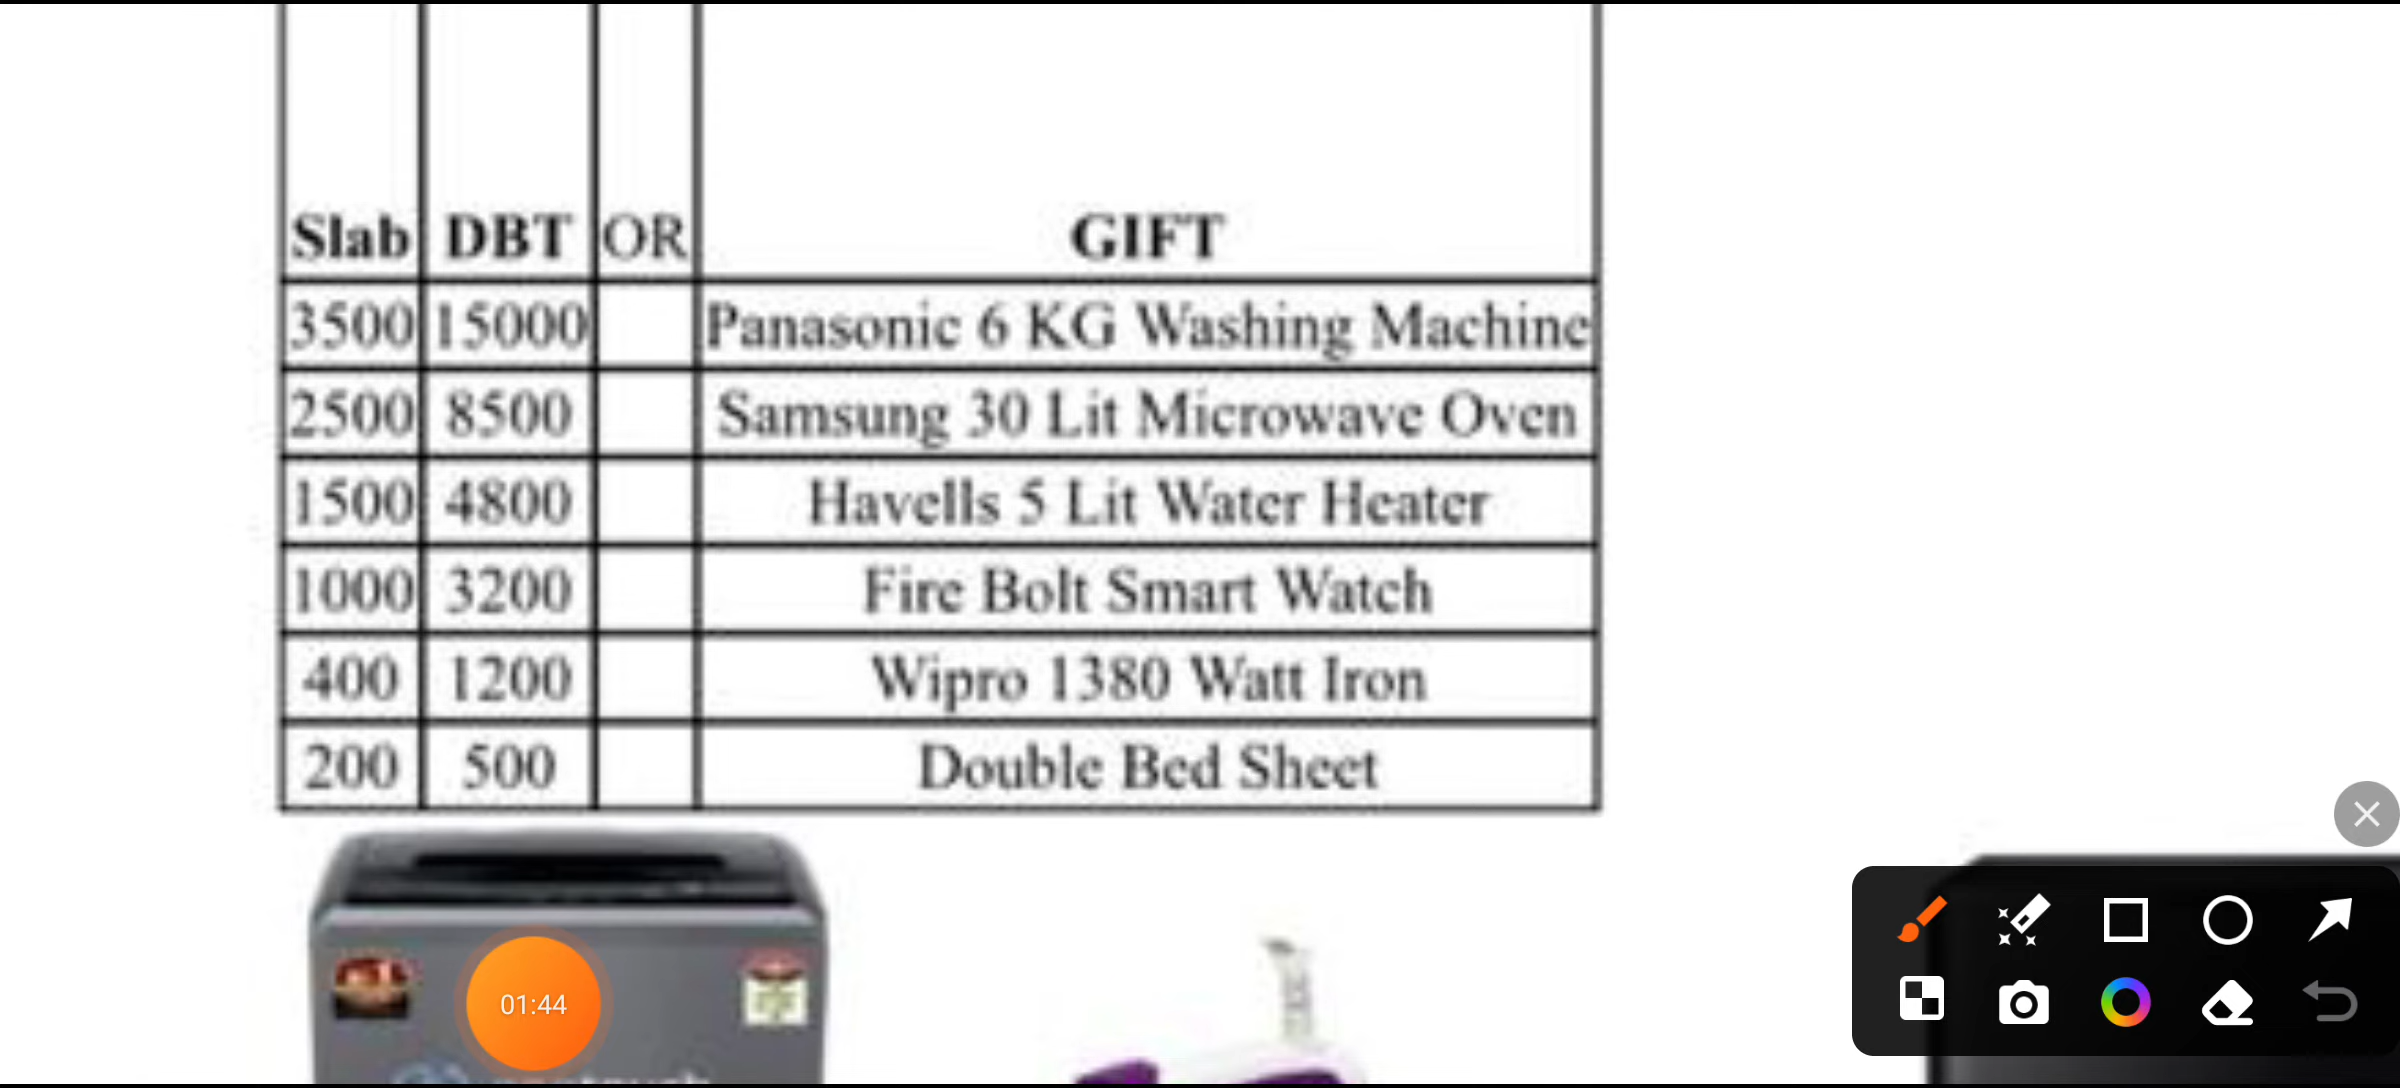 Slab DBT OR GIFT
3500 15000 Panasonic 6 KG Washing Machine
2500 8500 Samsung 30 Lit Microwave Oven
1500 4800 Havells 5 Lit Water Heater
1000 3200 Fire Bolt Smart Watch
400 1200 Wipro 1380 Watt Iron
200 500 Double Bed Sheet
01:44